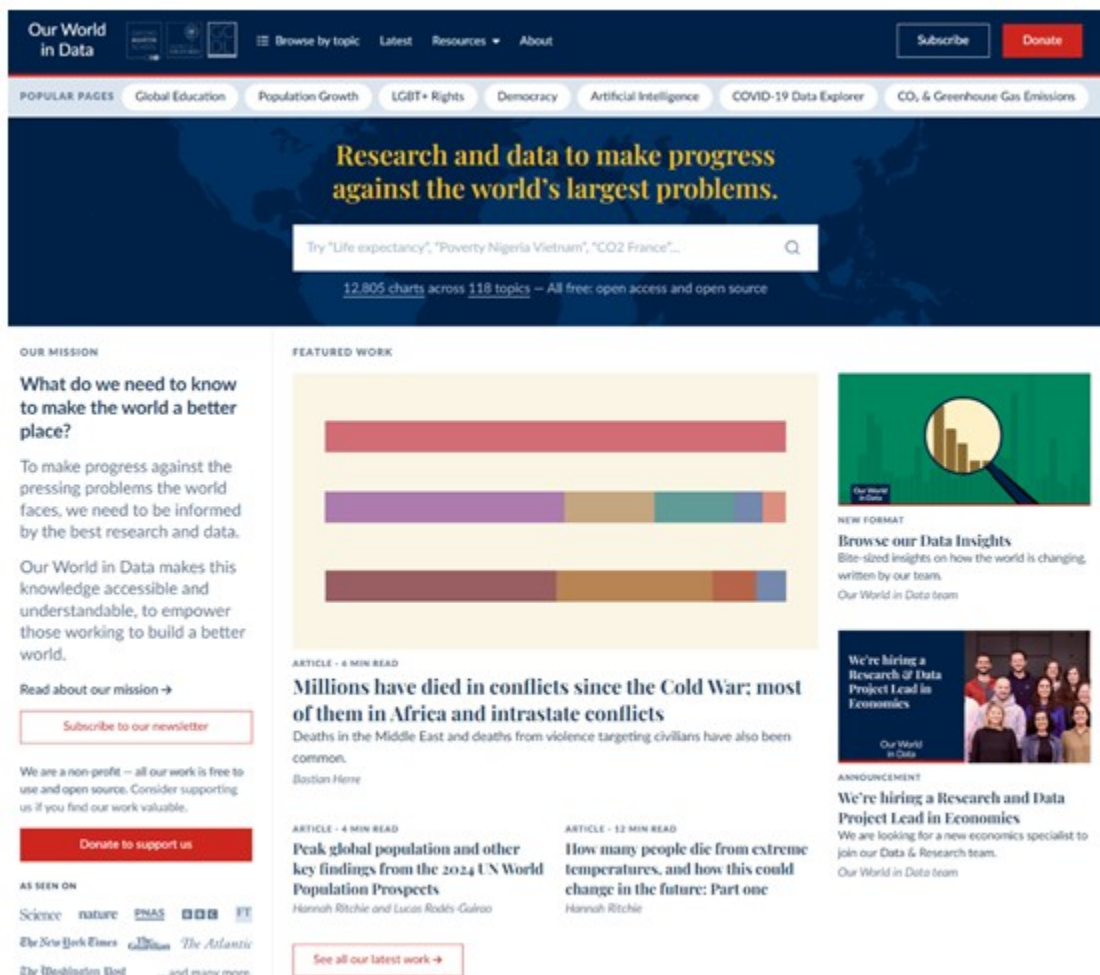 Our World
in Data
Browse by topic Latest Resources About
Subscribe
Donate
POPULAR PAGES Global Education Population Growth LGBT+ Rights Democracy Artificial Intelligence COVID-19 Data Explorer CO₂ & Greenhouse Gas Emissions
Research and data to make progress
against the world's largest problems.
Try "Life expectancy", "Poverty Nigeria Vietnam", "CO2 France"...
12,805 charts across 118 topics — All free: open access and open source
OUR MISSION
What do we need to know
to make the world a better
place?
To make progress against the
pressing problems the world
faces, we need to be informed
by the best research and data.
Our World in Data makes this
knowledge accessible and
understandable, to empower
those working to build a better
world.
Read about our mission →
Subscribe to our newsletter
We are a non-profit — all our work is free to
use and open source. Consider supporting
us if you find our work valuable.
Donate to support us
AS SEEN ON
Science nature PNAS BBC FT
The New York Times The Guardian The Atlantic
The Washington Post ... and many more
FEATURED WORK
ARTICLE - 6 MIN READ
Millions have died in conflicts since the Cold War; most
of them in Africa and intrastate conflicts
Deaths in the Middle East and deaths from violence targeting civilians have also been
common.
Bastian Herre
ARTICLE - 4 MIN READ
Peak global population and other
key findings from the 2024 UN World
Population Prospects
Hannah Ritchie and Lucas Rodés-Guirao
ARTICLE - 12 MIN READ
How many people die from extreme
temperatures, and how this could
change in the future: Part one
Hannah Ritchie
See all our latest work →
Our World
in Data
NEW FORMAT
Browse our Data Insights
Bite-sized insights on how the world is changing,
written by our team.
Our World in Data team
We're hiring a
Research & Data
Project Lead in
Economics
Our World
in Data
ANNOUNCEMENT
We're hiring a Research and Data
Project Lead in Economics
We are looking for a new economics specialist to
join our Data & Research team.
Our World in Data team